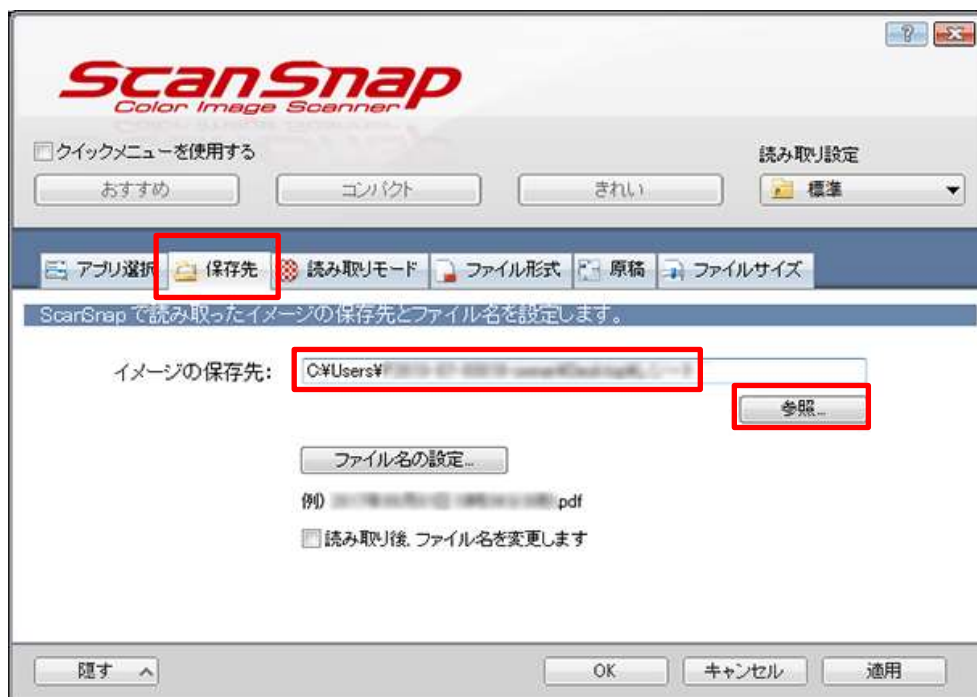 ScanSnap
Color Image Scanner
クイックメニューを使用する
読み取り設定
おすすめ
コンパクト
きれい
標準
アプリ選択
保存先
読み取りモード
ファイル形式
原稿
ファイルサイズ
ScanSnap で読み取ったイメージの保存先とファイル名を設定します。
イメージの保存先:
C:¥Users¥
参照...
ファイル名の設定...
例)
.pdf
読み取り後、ファイル名を変更します
隠す
OK
キャンセル
適用